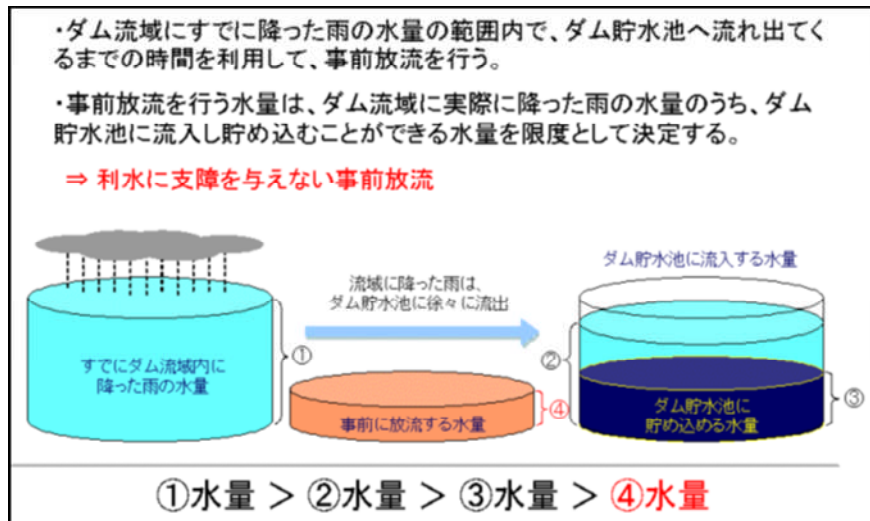 ・ダム流域にすでに降った雨の水量の範囲内で、ダム貯水池へ流れ出てく
るまでの時間を利用して、事前放流を行う。
・事前放流を行う水量は、ダム流域に実際に降った雨の水量のうち、ダム
貯水池に流入し貯め込むことができる水量を限度として決定する。
⇒ 利水に支障を与えない事前放流
ダム貯水池に流入する水量
流域に降った雨は、
ダム貯水池に徐々に流出
①
②
すでにダム流域内に
降った雨の水量
③
④
ダム貯水池に
貯め込める水量
事前に放流する水量
①水量 > ②水量 > ③水量 > ④水量